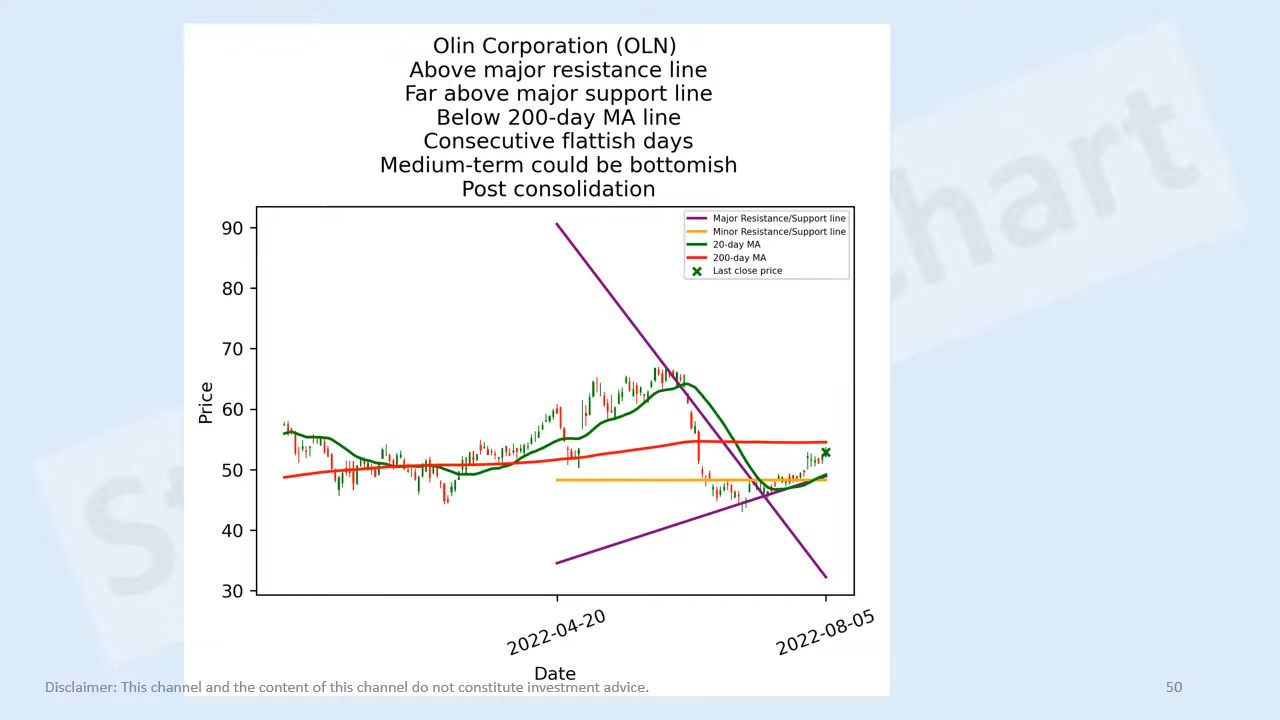 Olin Corporation (OLN)
Above major resistance line
Far above major support line
Below 200-day MA line
Consecutive flattish days
Medium-term could be bottomish
Post consolidation
Major Resistance/Support line
Minor Resistance/Support line
20-day MA
200-day MA
Last close price
90
80
70
60
50
40
30
Price
2022-04-20
2022-08-05
Date
Disclaimer: This channel and the content of this channel do not constitute investment advice.
50